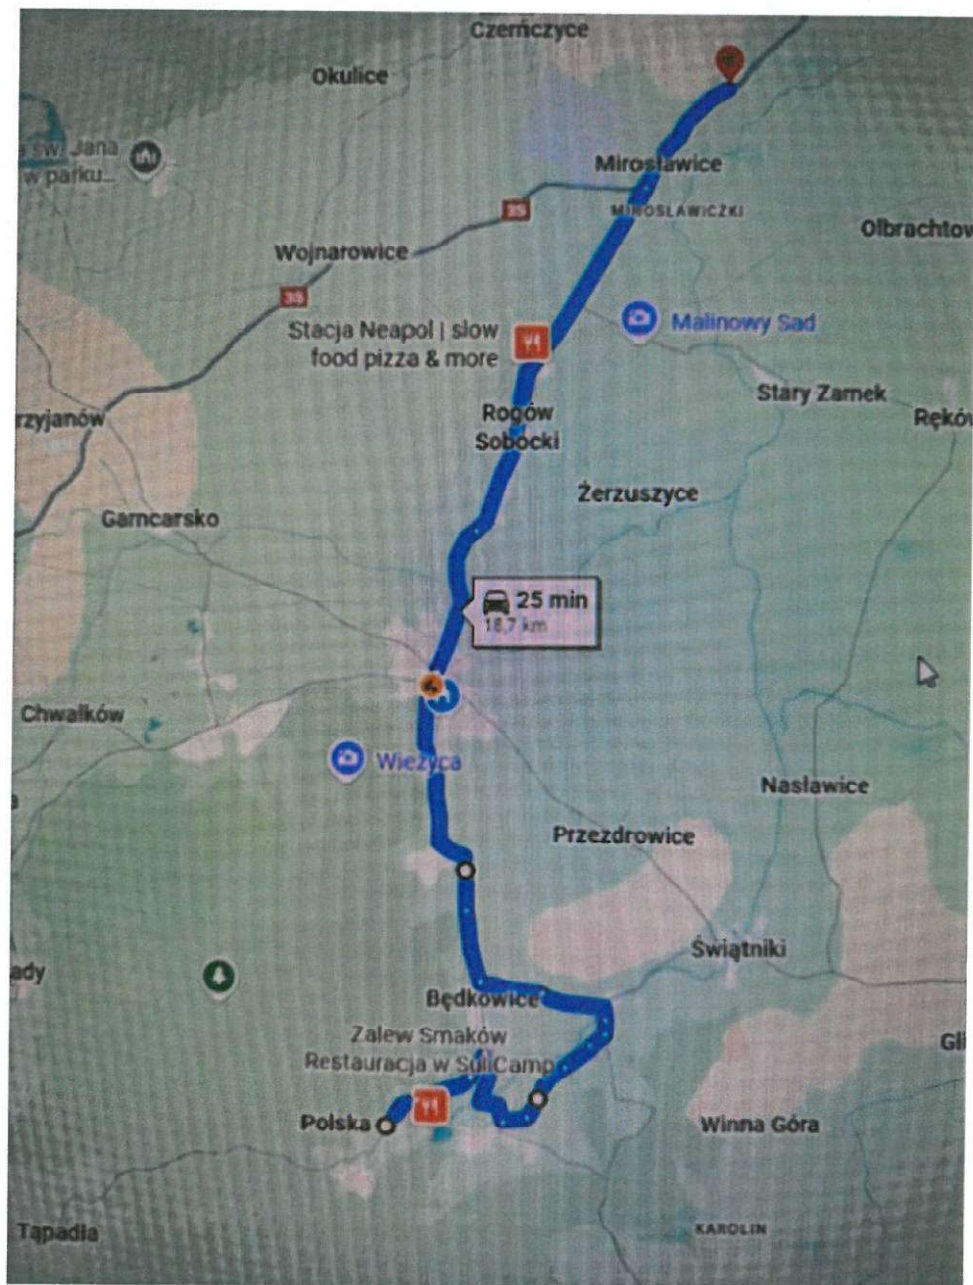 Czerńczyce
Okulice
św. Jana
w parku...
Mirosławice
MIROSŁAWICZKI
35
Olbrachtow
Wojnarowice
35
Stacja Neapol | slow
food pizza & more
Malinowy Sad
Stary Zamek
rzyjanów
Rogów
Sobócki
Ręków
Żerzuszyce
Garncarsko
25 min
18,7 km
Chwałków
Wieżyca
Nasławice
Przezdrowice
Świątniki
ady
Będkowice
Zalew Smaków
Restauracja w SuliCamp
Gli
Polska
Winna Góra
Tąpadła
KAROLIN